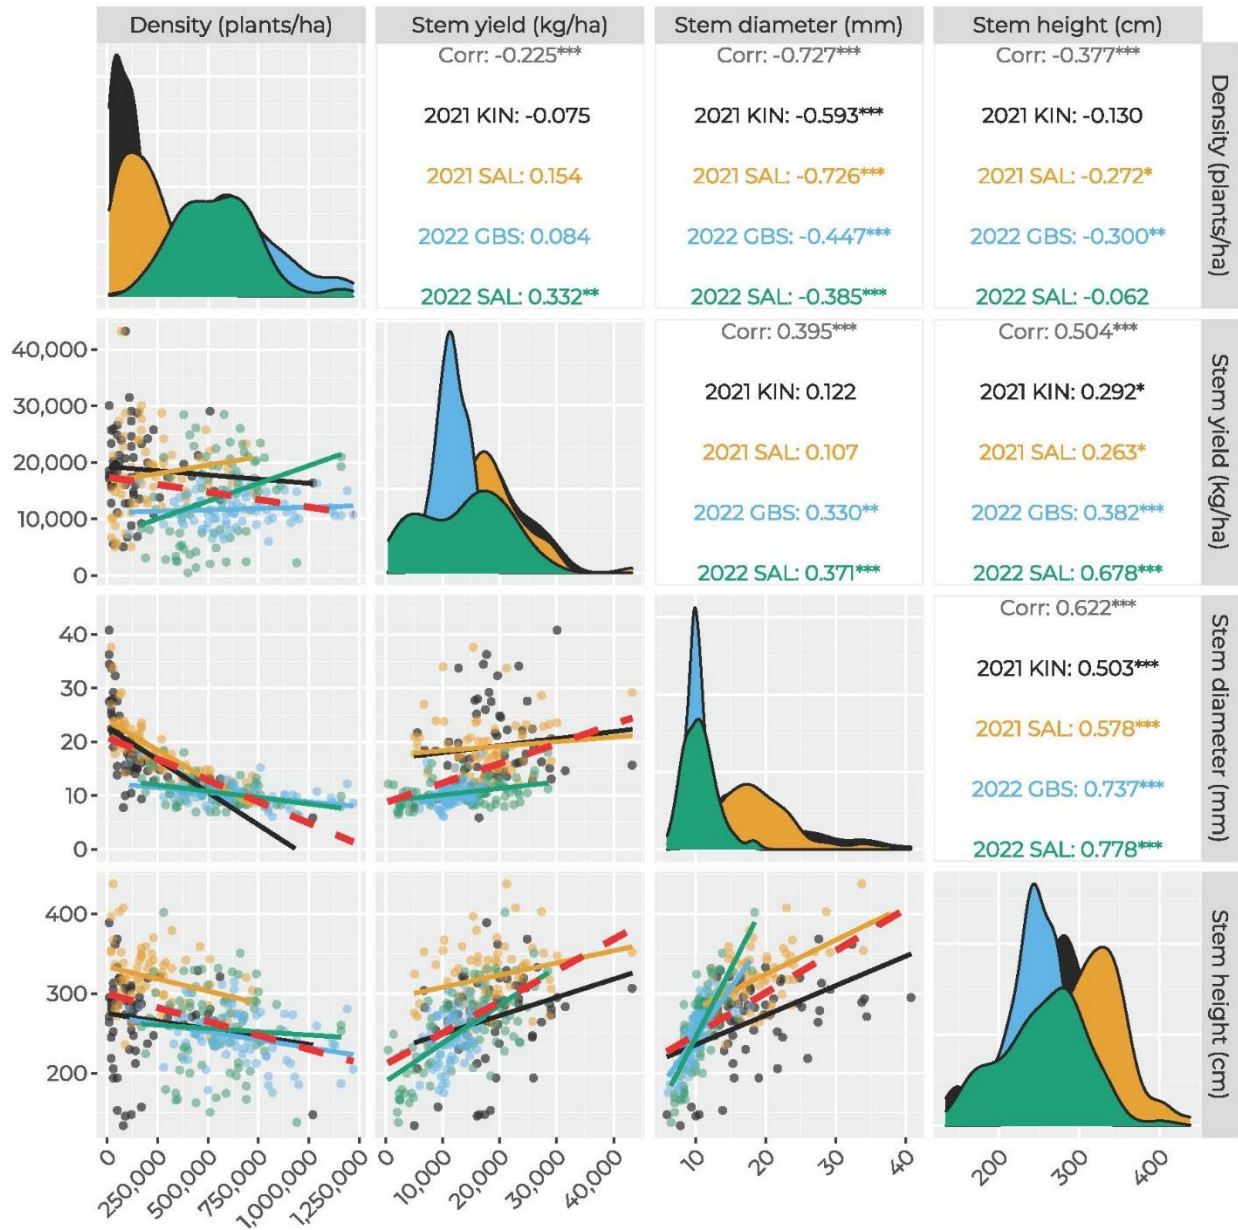 Density (plants/ha) Stem yield (kg/ha) Stem diameter (mm) Stem height (cm)
Corr: -0.225*** Corr: -0.727*** Corr: -0.377***
2021 KIN: -0.075 2021 KIN: -0.593*** 2021 KIN: -0.130
2021 SAL: 0.154 2021 SAL: -0.726*** 2021 SAL: -0.272*
2022 GBS: 0.084 2022 GBS: -0.447*** 2022 GBS: -0.300**
2022 SAL: 0.332** 2022 SAL: -0.385*** 2022 SAL: -0.062
Density (plants/ha)
40,000
30,000
20,000
10,000
0
Corr: 0.395*** Corr: 0.504***
2021 KIN: 0.122 2021 KIN: 0.292*
2021 SAL: 0.107 2021 SAL: 0.263*
2022 GBS: 0.330** 2022 GBS: 0.382***
2022 SAL: 0.371*** 2022 SAL: 0.678***
Stem yield (kg/ha)
40
30
20
10
0
Corr: 0.622***
2021 KIN: 0.503***
2021 SAL: 0.578***
2022 GBS: 0.737***
2022 SAL: 0.778***
Stem diameter (mm)
400
300
200
Stem height (cm)
0 250,000 500,000 750,000 1,000,000 1,250,000
0 10,000 20,000 30,000 40,000
10 20 30 40
200 300 400